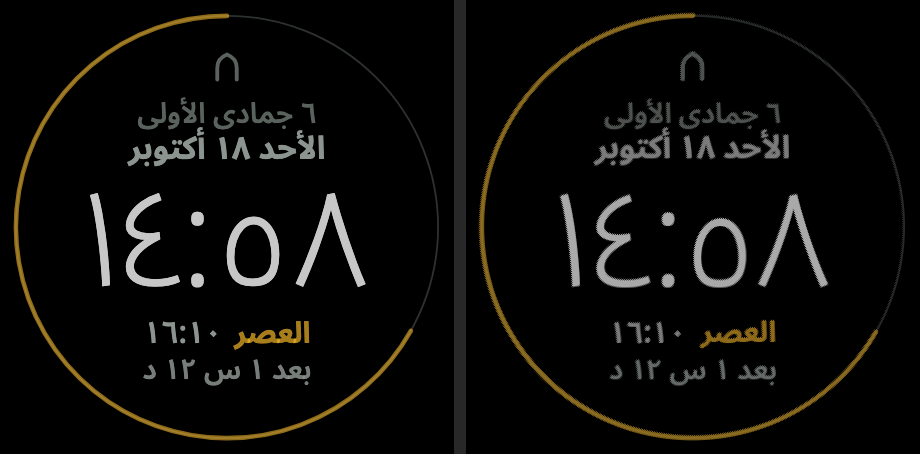 ٦ جمادى الأولى
الأحد ١٨ أكتوبر
١٤:٥٨
العصر ١٦:١٠
بعد ١ س ١٢ د
٦ جمادى الأولى
الأحد ١٨ أكتوبر
١٤:٥٨
العصر ١٦:١٠
بعد ١ س ١٢ د